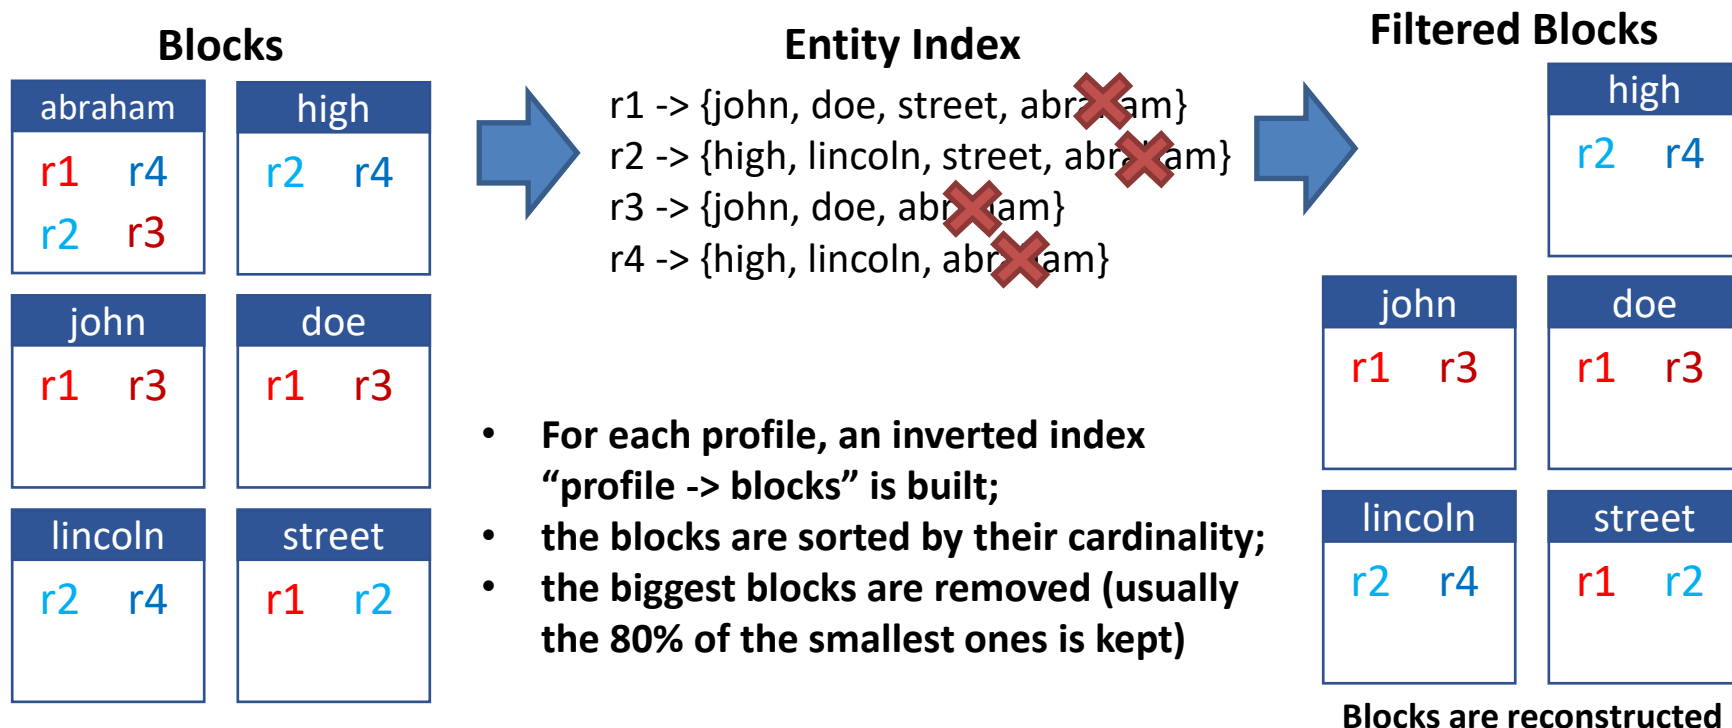 Blocks
abraham
r1 r4
r2 r3
high
r2 r4
john
r1 r3
doe
r1 r3
lincoln
r2 r4
street
r1 r2
Entity Index
r1 -> {john, doe, street, abraham}
r2 -> {high, lincoln, street, abraham}
r3 -> {john, doe, abraham}
r4 -> {high, lincoln, abraham}
• For each profile, an inverted index
“profile -> blocks” is built;
• the blocks are sorted by their cardinality;
• the biggest blocks are removed (usually
the 80% of the smallest ones is kept)
Filtered Blocks
high
r2 r4
john
r1 r3
doe
r1 r3
lincoln
r2 r4
street
r1 r2
Blocks are reconstructed